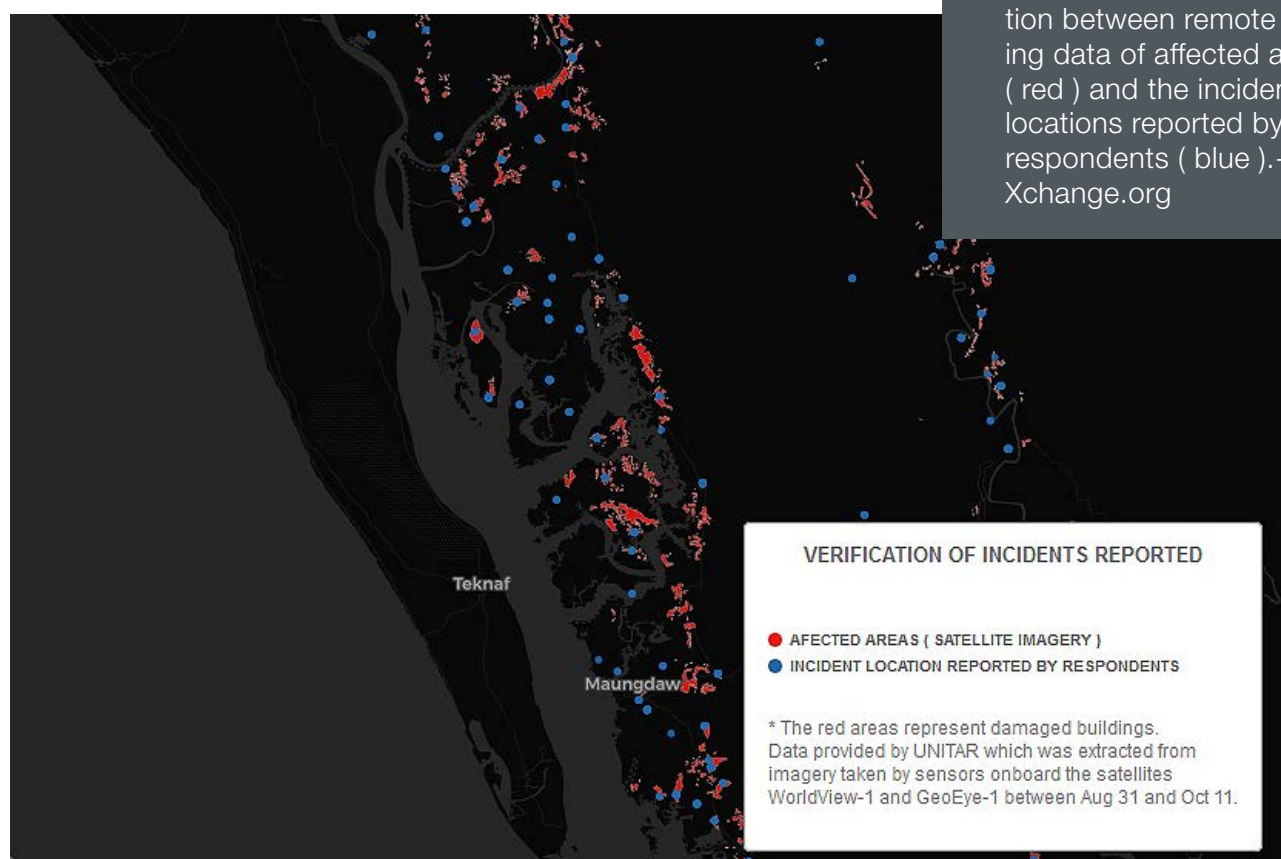 tion between remote
ing data of affected a
( red ) and the inciden
locations reported by
respondents ( blue ).-
Xchange.org
Teknaf
Maungdaw
VERIFICATION OF INCIDENTS REPORTED
AFECTED AREAS ( SATELLITE IMAGERY )
INCIDENT LOCATION REPORTED BY RESPONDENTS
* The red areas represent damaged buildings.
Data provided by UNITAR which was extracted from
imagery taken by sensors onboard the satellites
WorldView-1 and GeoEye-1 between Aug 31 and Oct 11.